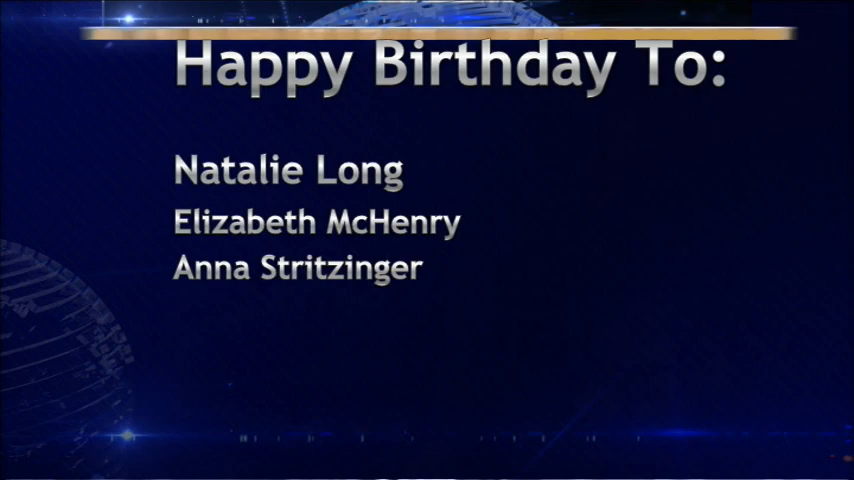 Happy Birthday To:
Natalie Long
Elizabeth McHenry
Anna Stritzinger